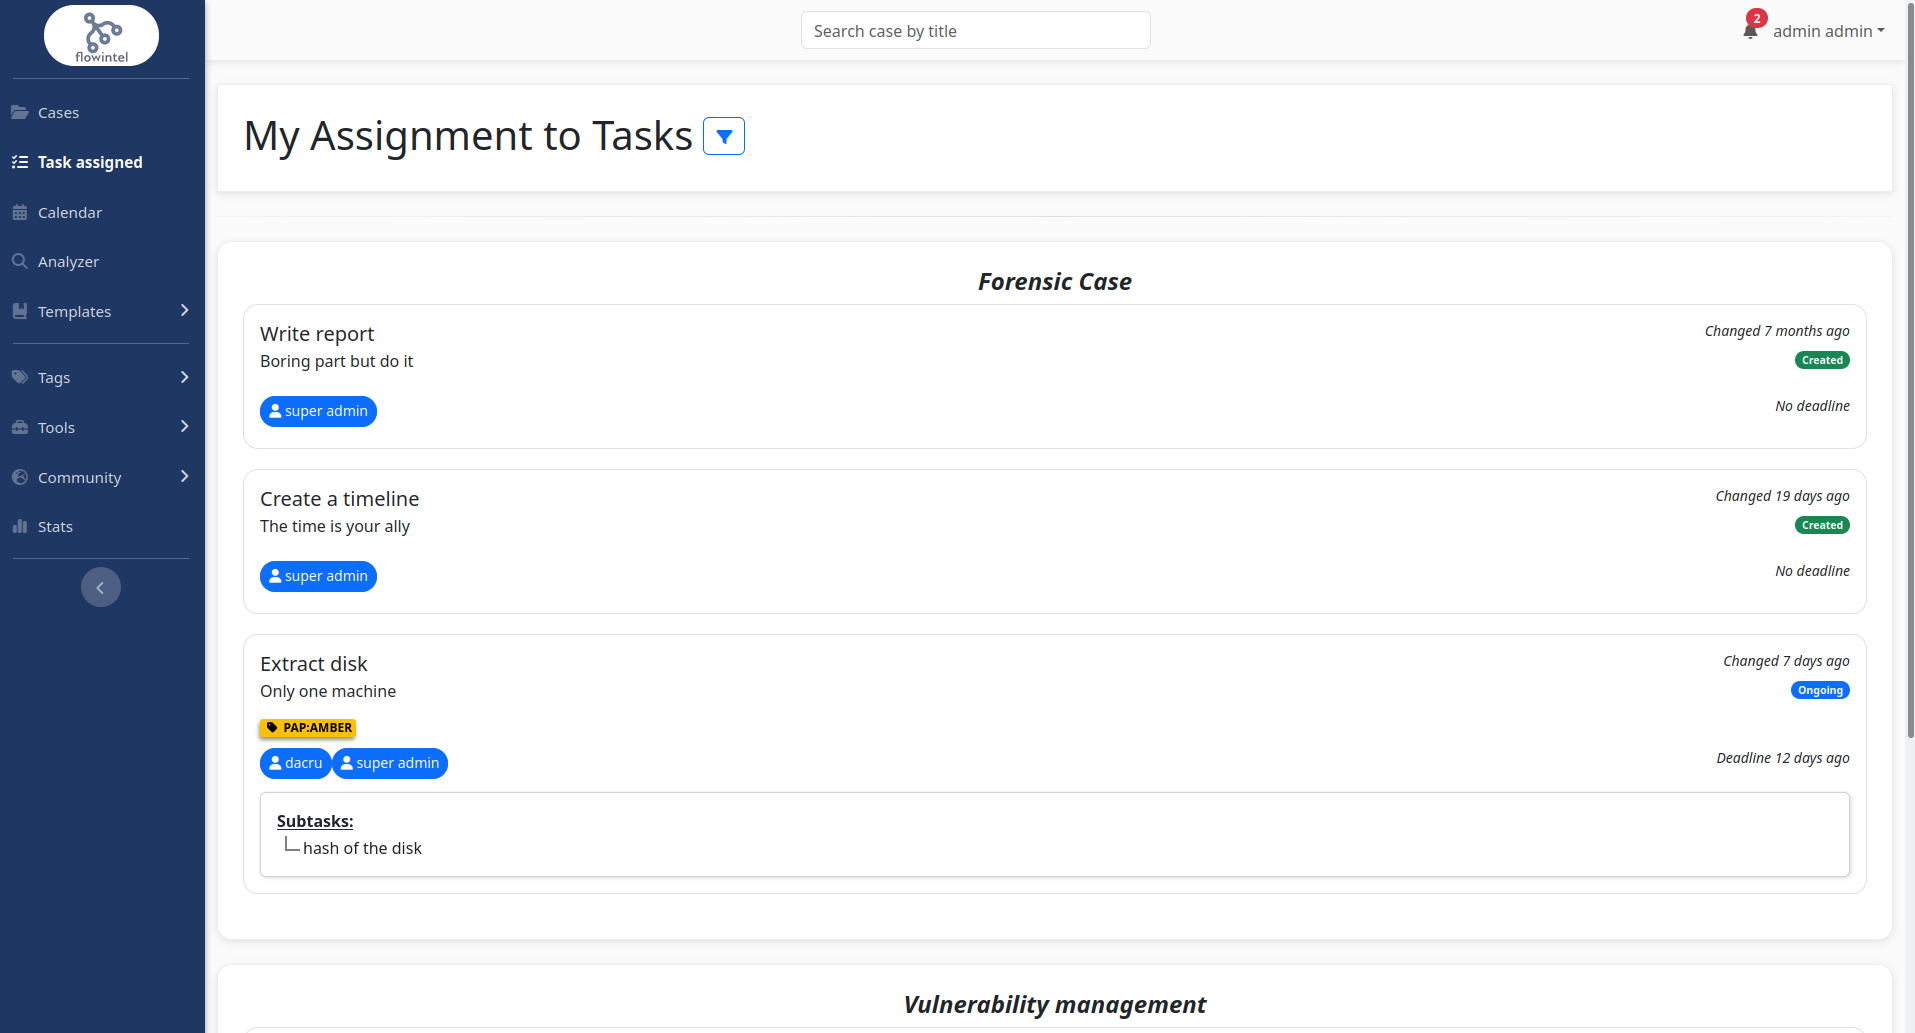 flowintel
Cases
Task assigned
Calendar
Analyzer
Templates
Tags
Tools
Community
Stats
Search case by title
2
admin admin
My Assignment to Tasks
Forensic Case
Write report
Changed 7 months ago
Boring part but do it
Created
super admin
No deadline
Create a timeline
Changed 19 days ago
The time is your ally
Created
super admin
No deadline
Extract disk
Changed 7 days ago
Only one machine
Ongoing
PAP:AMBER
dacru super admin
Deadline 12 days ago
Subtasks:
hash of the disk
Vulnerability management